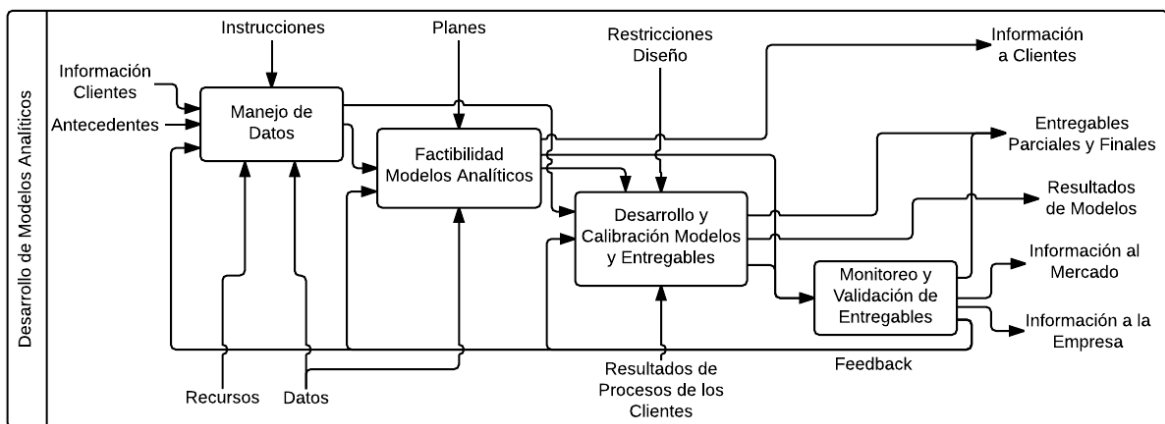 Desarrollo de Modelos Analíticos
Instrucciones
Planes
Restricciones
Diseño
Información
a Clientes
Información
Clientes
Antecedentes
Manejo de
Datos
Factibilidad
Modelos Analíticos
Desarrollo y
Calibración Modelos
y Entregables
Monitoreo y
Validación de
Entregables
Entregables
Parciales y Finales
Resultados
de Modelos
Información al
Mercado
Información a la
Empresa
Feedback
Recursos
Datos
Resultados de
Procesos de los
Clientes